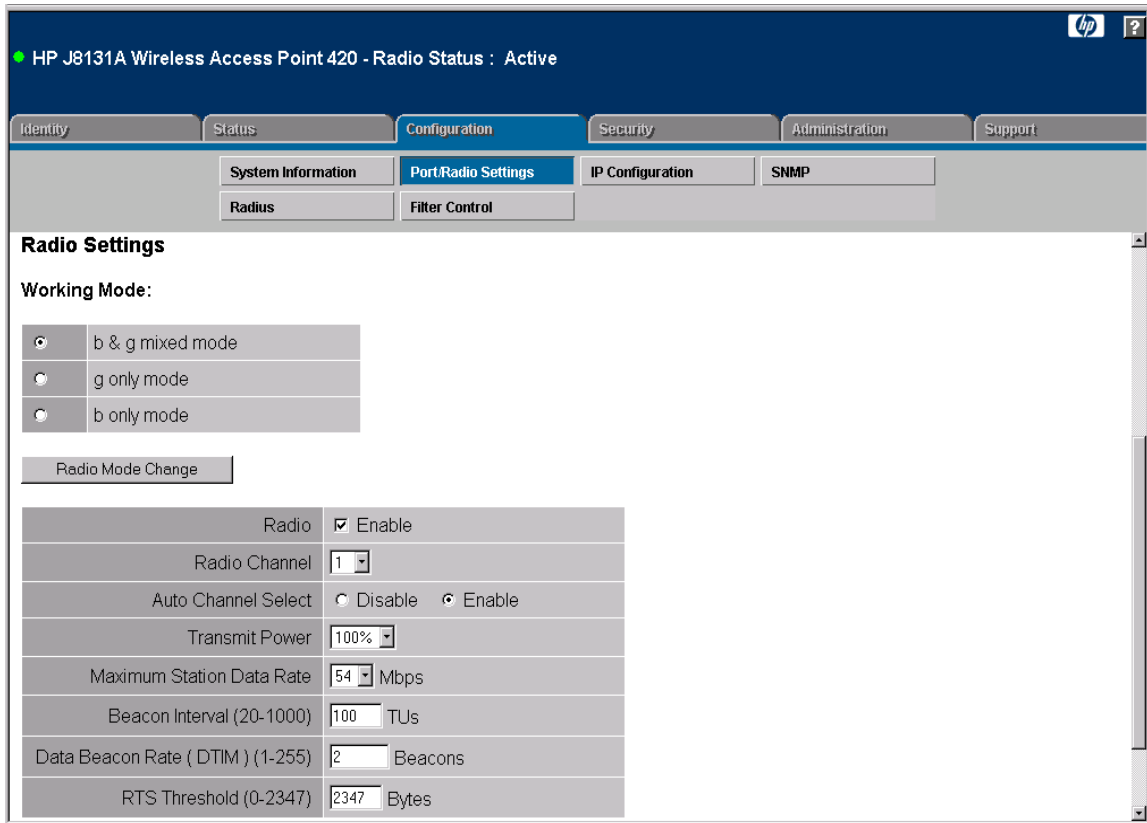 hp ?
HP J8131A Wireless Access Point 420 - Radio Status : Active
Identity Status Configuration Security Administration Support
System Information Port/Radio Settings IP Configuration SNMP
Radius Filter Control
Radio Settings
Working Mode:
b & g mixed mode
g only mode
b only mode
Radio Mode Change
Radio Enable
Radio Channel 1
Auto Channel Select Disable Enable
Transmit Power 100%
Maximum Station Data Rate 54 Mbps
Beacon Interval (20-1000) 100 TUs
Data Beacon Rate ( DTIM ) (1-255) 2 Beacons
RTS Threshold (0-2347) 2347 Bytes